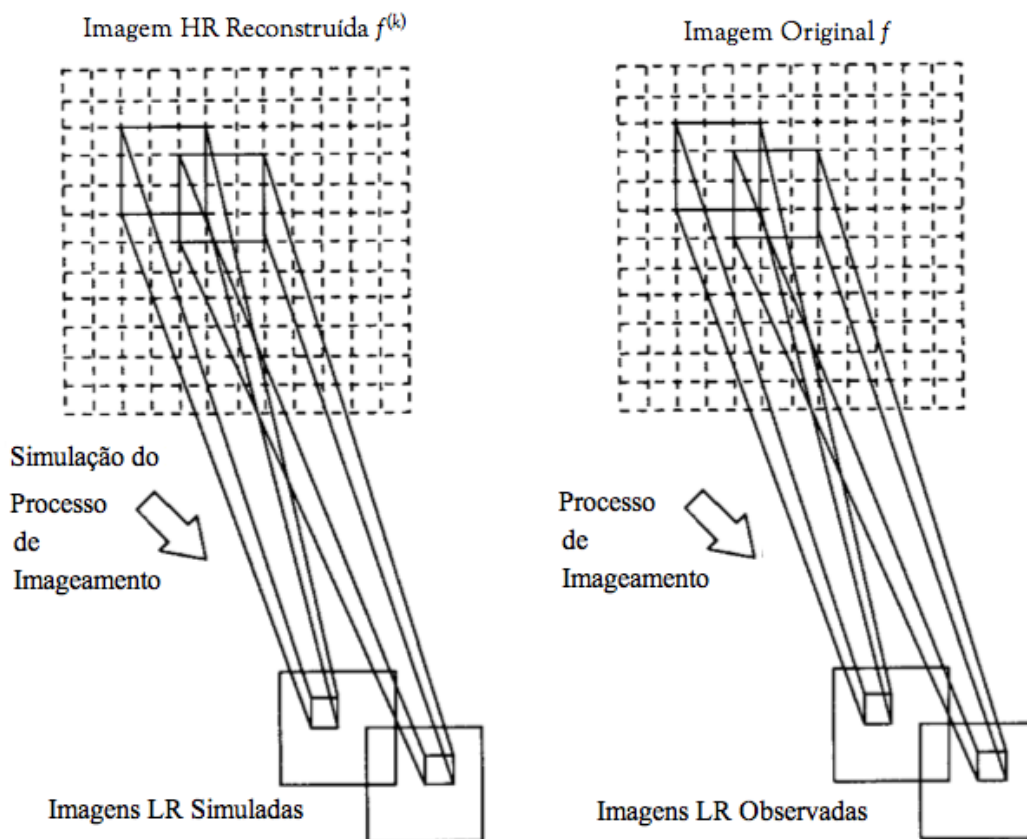 Imagem HR Reconstruída f^(k)
Imagem Original f
Simulação do
Processo
de
Imageamento
Processo
de
Imageamento
Imagens LR Simuladas
Imagens LR Observadas